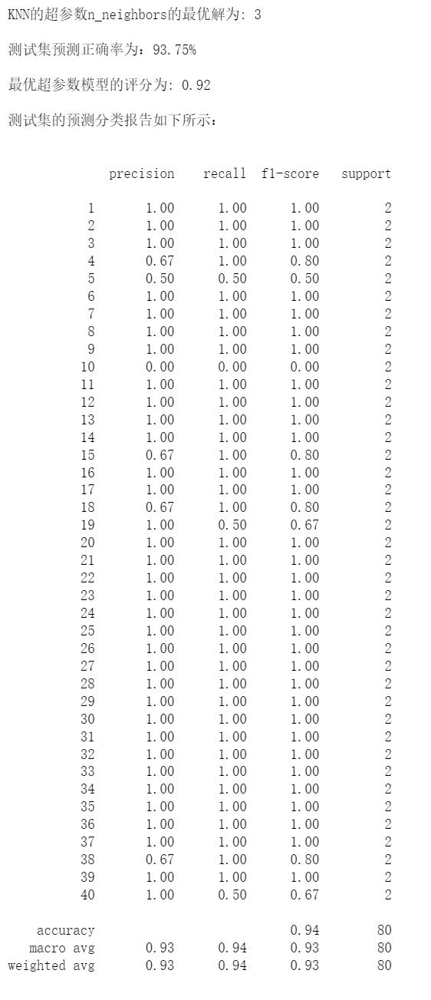 KNN的超参数n_neighbors的最优解为: 3
测试集预测正确率为：93.75%
最优超参数模型的评分为: 0.92
测试集的预测分类报告如下所示：
precision recall f1-score support
1 1.00 1.00 1.00 2
2 1.00 1.00 1.00 2
3 1.00 1.00 1.00 2
4 0.67 1.00 0.80 2
5 0.50 0.50 0.50 2
6 1.00 1.00 1.00 2
7 1.00 1.00 1.00 2
8 1.00 1.00 1.00 2
9 1.00 1.00 1.00 2
10 0.00 0.00 0.00 2
11 1.00 1.00 1.00 2
12 1.00 1.00 1.00 2
13 1.00 1.00 1.00 2
14 1.00 1.00 1.00 2
15 0.67 1.00 0.80 2
16 1.00 1.00 1.00 2
17 1.00 1.00 1.00 2
18 0.67 1.00 0.80 2
19 1.00 0.50 0.67 2
20 1.00 1.00 1.00 2
21 1.00 1.00 1.00 2
22 1.00 1.00 1.00 2
23 1.00 1.00 1.00 2
24 1.00 1.00 1.00 2
25 1.00 1.00 1.00 2
26 1.00 1.00 1.00 2
27 1.00 1.00 1.00 2
28 1.00 1.00 1.00 2
29 1.00 1.00 1.00 2
30 1.00 1.00 1.00 2
31 1.00 1.00 1.00 2
32 1.00 1.00 1.00 2
33 1.00 1.00 1.00 2
34 1.00 1.00 1.00 2
35 1.00 1.00 1.00 2
36 1.00 1.00 1.00 2
37 1.00 1.00 1.00 2
38 0.67 1.00 0.80 2
39 1.00 1.00 1.00 2
40 1.00 0.50 0.67 2
accuracy 0.94 80
macro avg 0.93 0.94 0.93 80
weighted avg 0.93 0.94 0.93 80